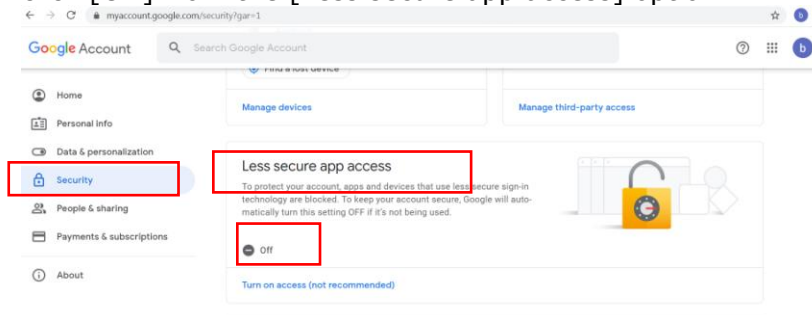 myaccount.google.com/security?gar=1
b
Google Account
Search Google Account
b
Find a lost device
Home
Manage devices
Manage third-party access
Personal info
Data & personalization
Less secure app access
Security
To protect your account, apps and devices that use less secure sign-in
technology are blocked. To keep your account secure, Google will auto-
matically turn this setting OFF if it's not being used.
People & sharing
Payments & subscriptions
Off
About
Turn on access (not recommended)